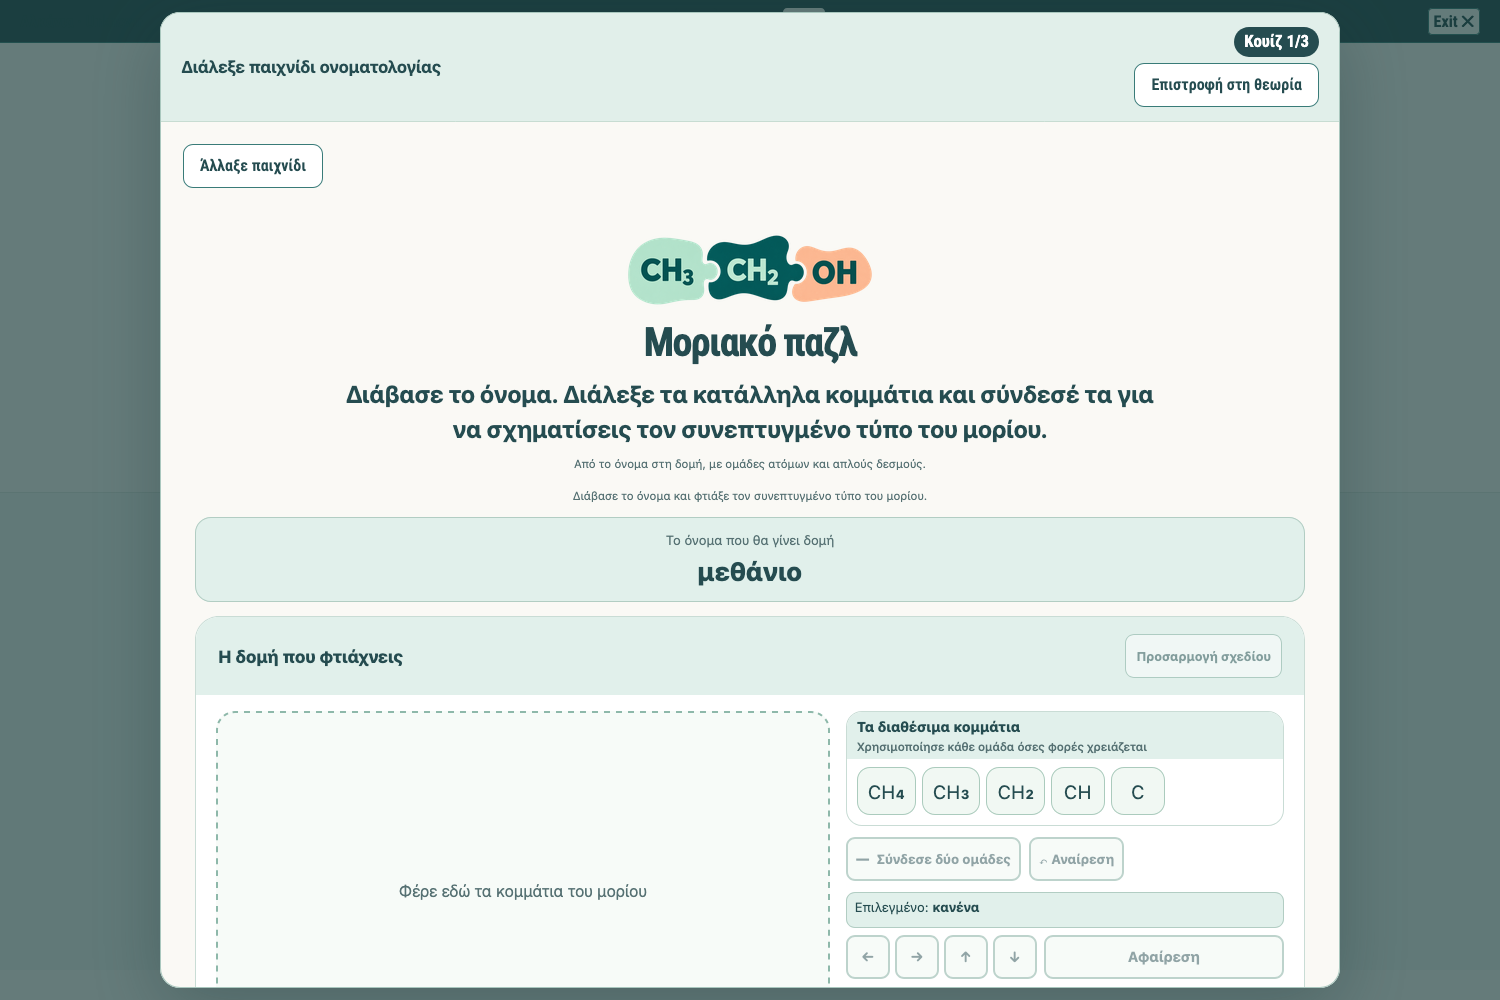 Exit ✕
Διάλεξε παιχνίδι ονοματολογίας
Κουίζ 1/3
Επιστροφή στη θεωρία
Άλλαξε παιχνίδι
CH₃ CH₂ OH
Μοριακό παζλ
Διάβασε το όνομα. Διάλεξε τα κατάλληλα κομμάτια και σύνδεσέ τα για
να σχηματίσεις τον συνεπτυγμένο τύπο του μορίου.
Από το όνομα στη δομή, με ομάδες ατόμων και απλούς δεσμούς.
Διάβασε το όνομα και φτιάξε τον συνεπτυγμένο τύπο του μορίου.
Το όνομα που θα γίνει δομή
μεθάνιο
Η δομή που φτιάχνεις
Προσαρμογή σχεδίου
Φέρε εδώ τα κομμάτια του μορίου
Τα διαθέσιμα κομμάτια
Χρησιμοποίησε κάθε ομάδα όσες φορές χρειάζεται
CH₄ CH₃ CH₂ CH C
— Σύνδεσε δύο ομάδες
↶ Αναίρεση
Επιλεγμένο: κανένα
← → ↑ ↓ Αφαίρεση